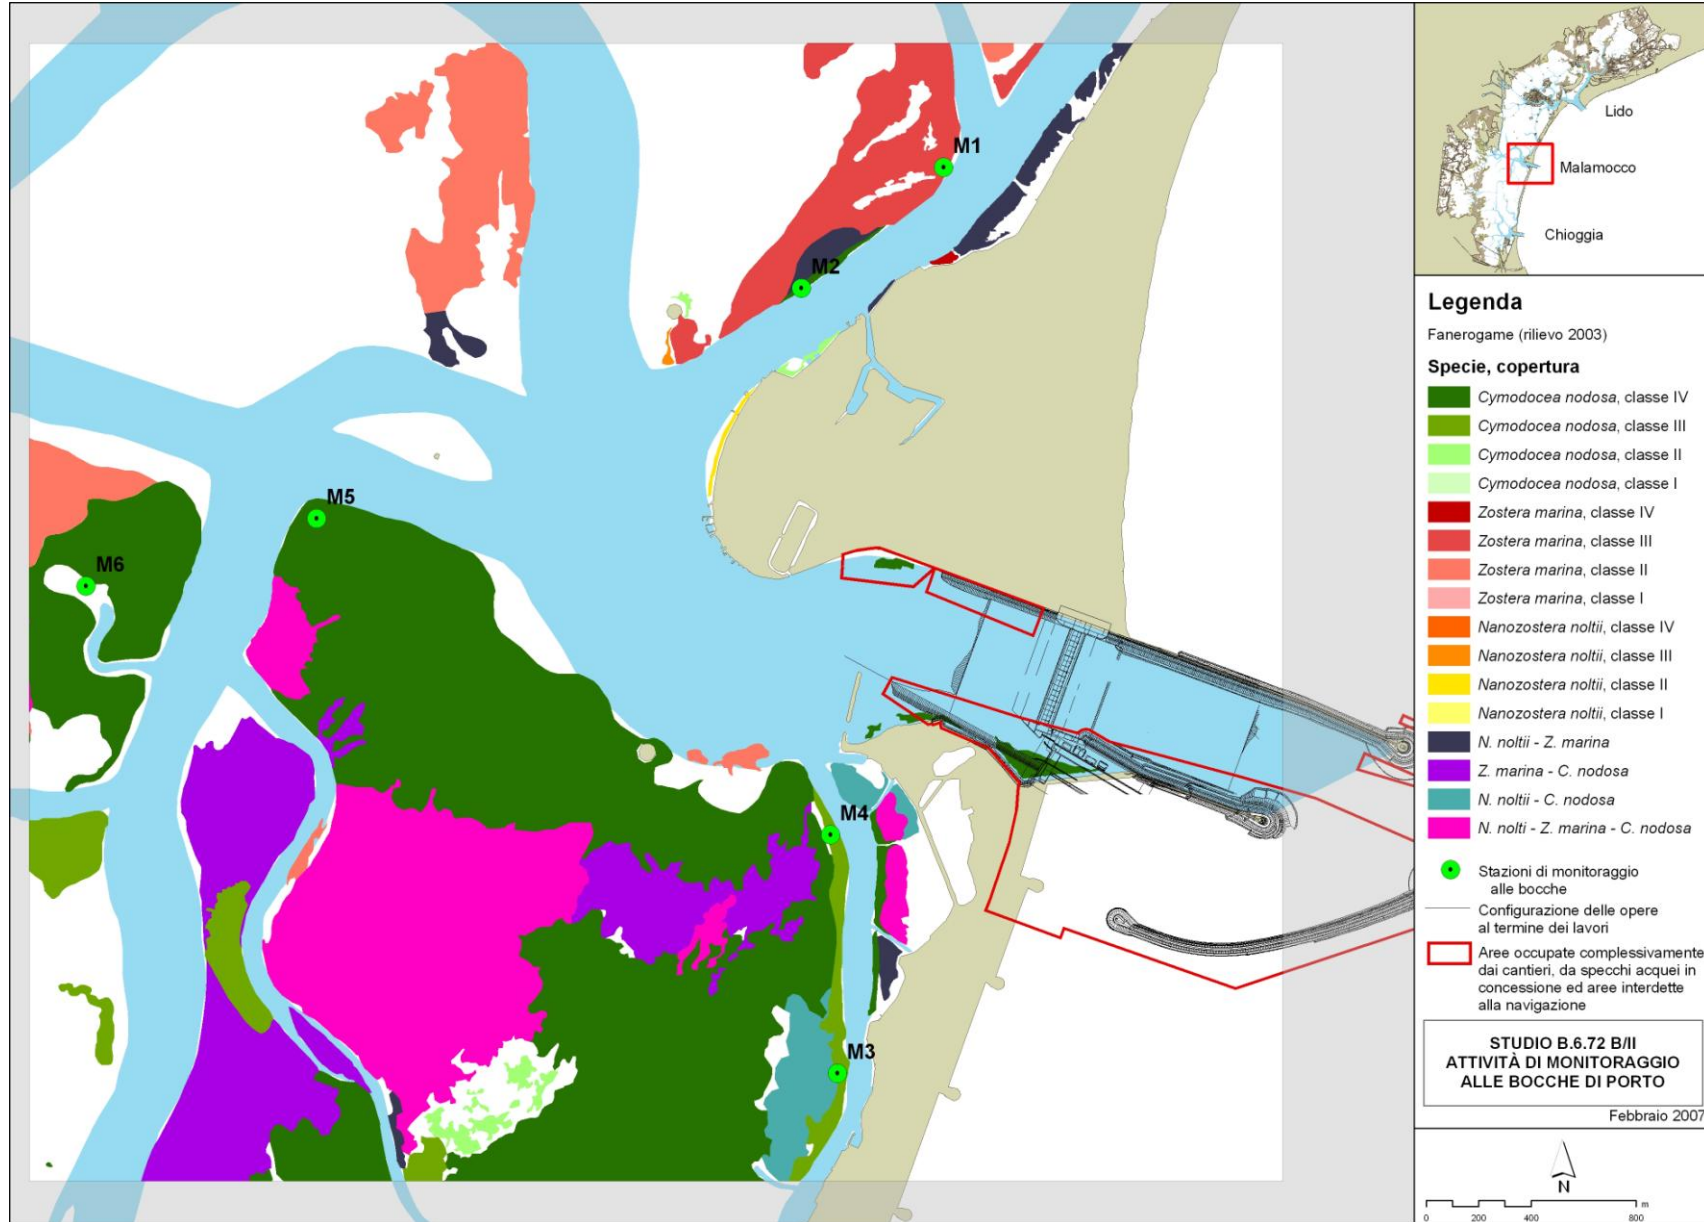 M1
M2
M5
M6
M4
M3
Lido
Malamocco
Chioggia
Legenda
Fanerogame (rilievo 2003)
Specie, copertura
Cymodocea nodosa, classe IV
Cymodocea nodosa, classe III
Cymodocea nodosa, classe II
Cymodocea nodosa, classe I
Zostera marina, classe IV
Zostera marina, classe III
Zostera marina, classe II
Zostera marina, classe I
Nanozostera noltii, classe IV
Nanozostera noltii, classe III
Nanozostera noltii, classe II
Nanozostera noltii, classe I
N. noltii - Z. marina
Z. marina - C. nodosa
N. noltii - C. nodosa
N. nolti - Z. marina - C. nodosa
Stazioni di monitoraggio
alle bocche
Configurazione delle opere
al termine dei lavori
Aree occupate complessivamente
dai cantieri, da specchi acquei in
concessione ed aree interdette
alla navigazione
STUDIO B.6.72 B/II
ATTIVITÀ DI MONITORAGGIO
ALLE BOCCHE DI PORTO
Febbraio 2007
N
0 200 400 800 m